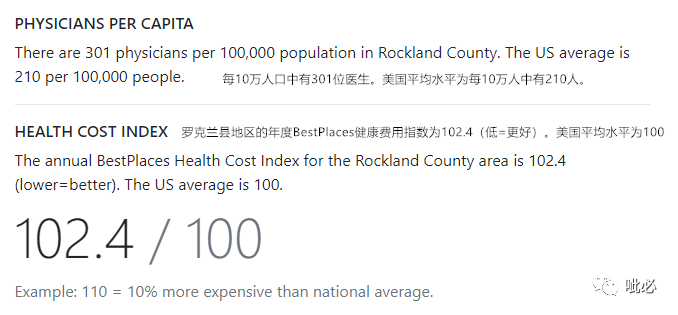 PHYSICIANS PER CAPITA
There are 301 physicians per 100,000 population in Rockland County. The US average is
210 per 100,000 people. 每10万人口中有301位医生。美国平均水平为每10万人中有210人。
HEALTH COST INDEX 罗克兰县地区的年度BestPlaces健康费用指数为102.4（低=更好）。美国平均水平为100
The annual BestPlaces Health Cost Index for the Rockland County area is 102.4
(lower=better). The US average is 100.
102.4 / 100
Example: 110 = 10% more expensive than national average.
呲必